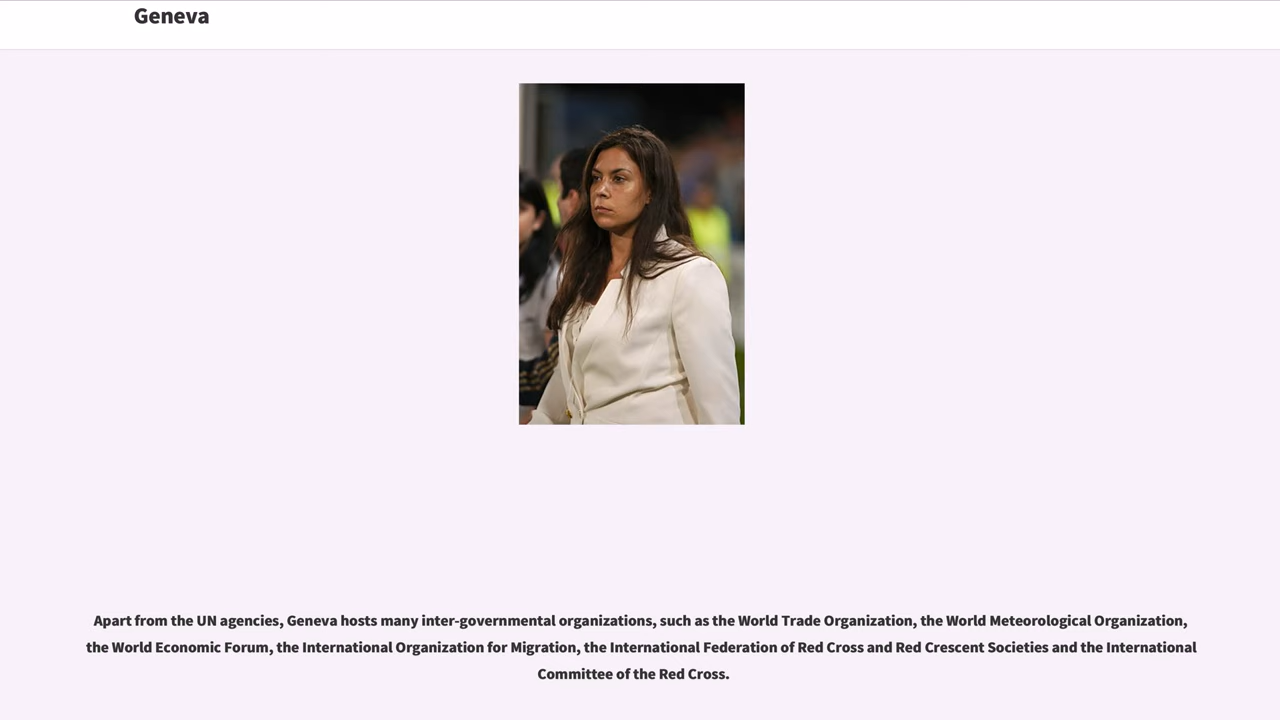 Geneva
Apart from the UN agencies, Geneva hosts many inter-governmental organizations, such as the World Trade Organization, the World Meteorological Organization,
the World Economic Forum, the International Organization for Migration, the International Federation of Red Cross and Red Crescent Societies and the International
Committee of the Red Cross.